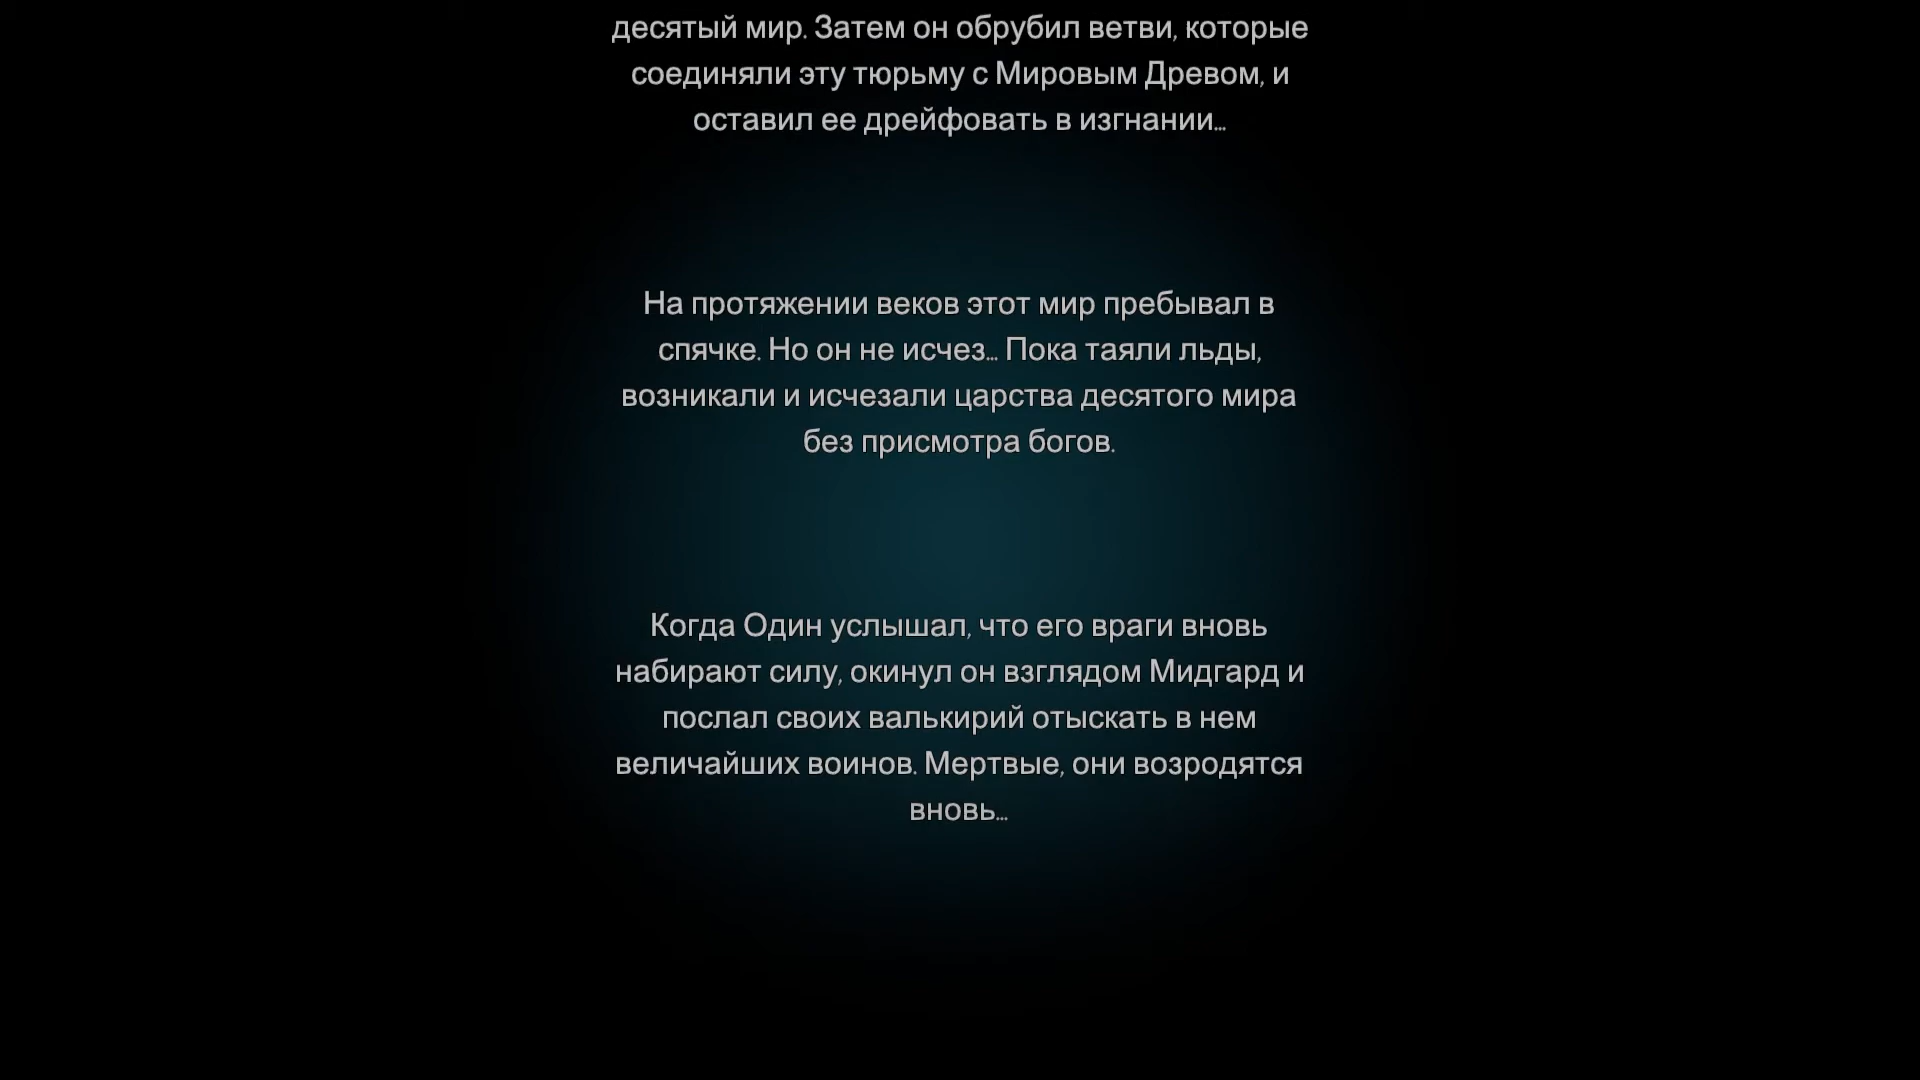 десятый мир. Затем он обрубил ветви, которые
соединяли эту тюрьму с Мировым Древом, и
оставил ее дрейфовать в изгнании...
На протяжении веков этот мир пребывал в
спячке. Но он не исчез... Пока таяли льды,
возникали и исчезали царства десятого мира
без присмотра богов.
Когда Один услышал, что его враги вновь
набирают силу, окинул он взглядом Мидгард и
послал своих валькирий отыскать в нем
величайших воинов. Мертвые, они возродятся
вновь...